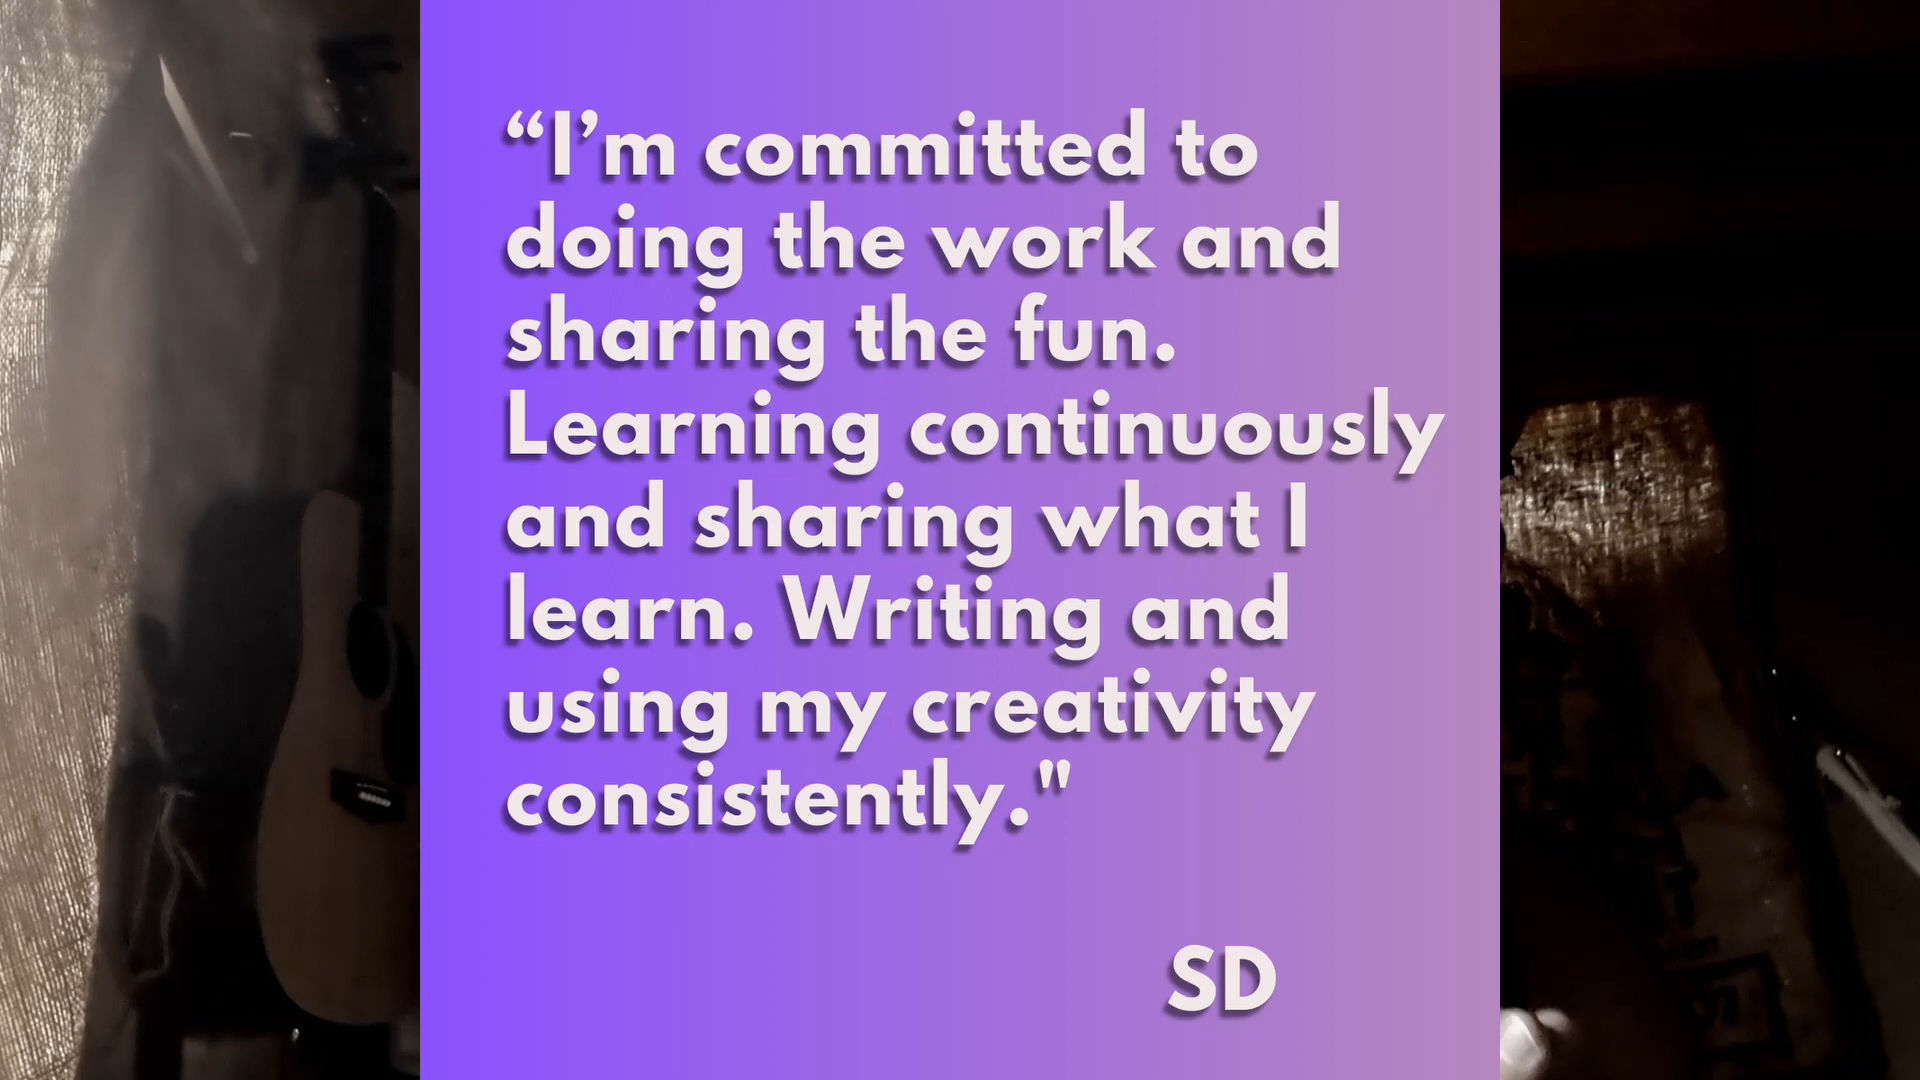 “I’m committed to
doing the work and
sharing the fun.
Learning continuously
and sharing what I
learn. Writing and
using my creativity
consistently."
SD